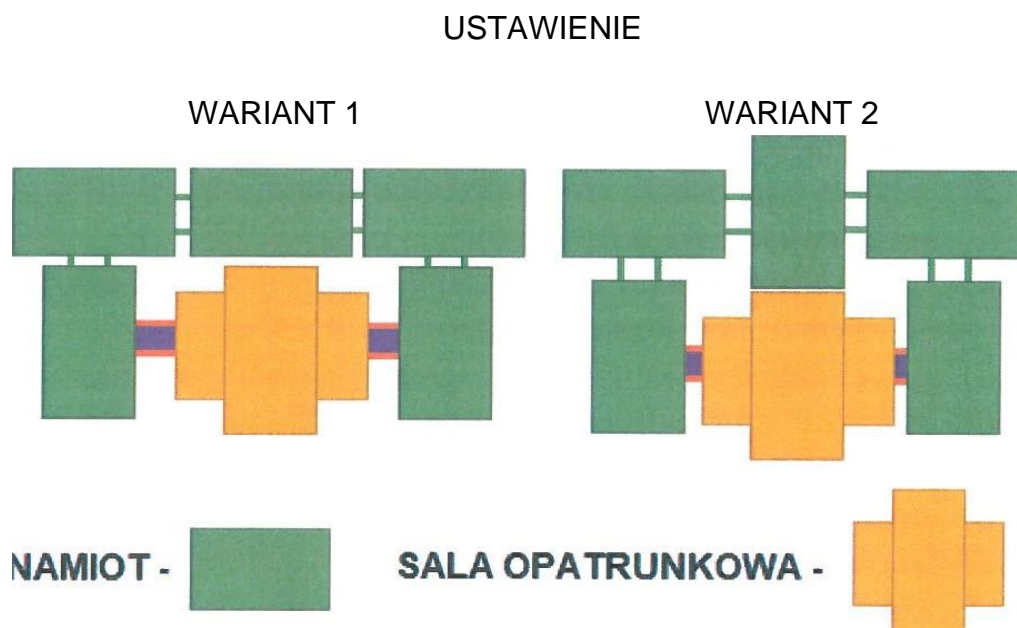 USTAWIENIE
WARIANT 1
WARIANT 2
NAMIOT -
SALA OPATRUNKOWA -